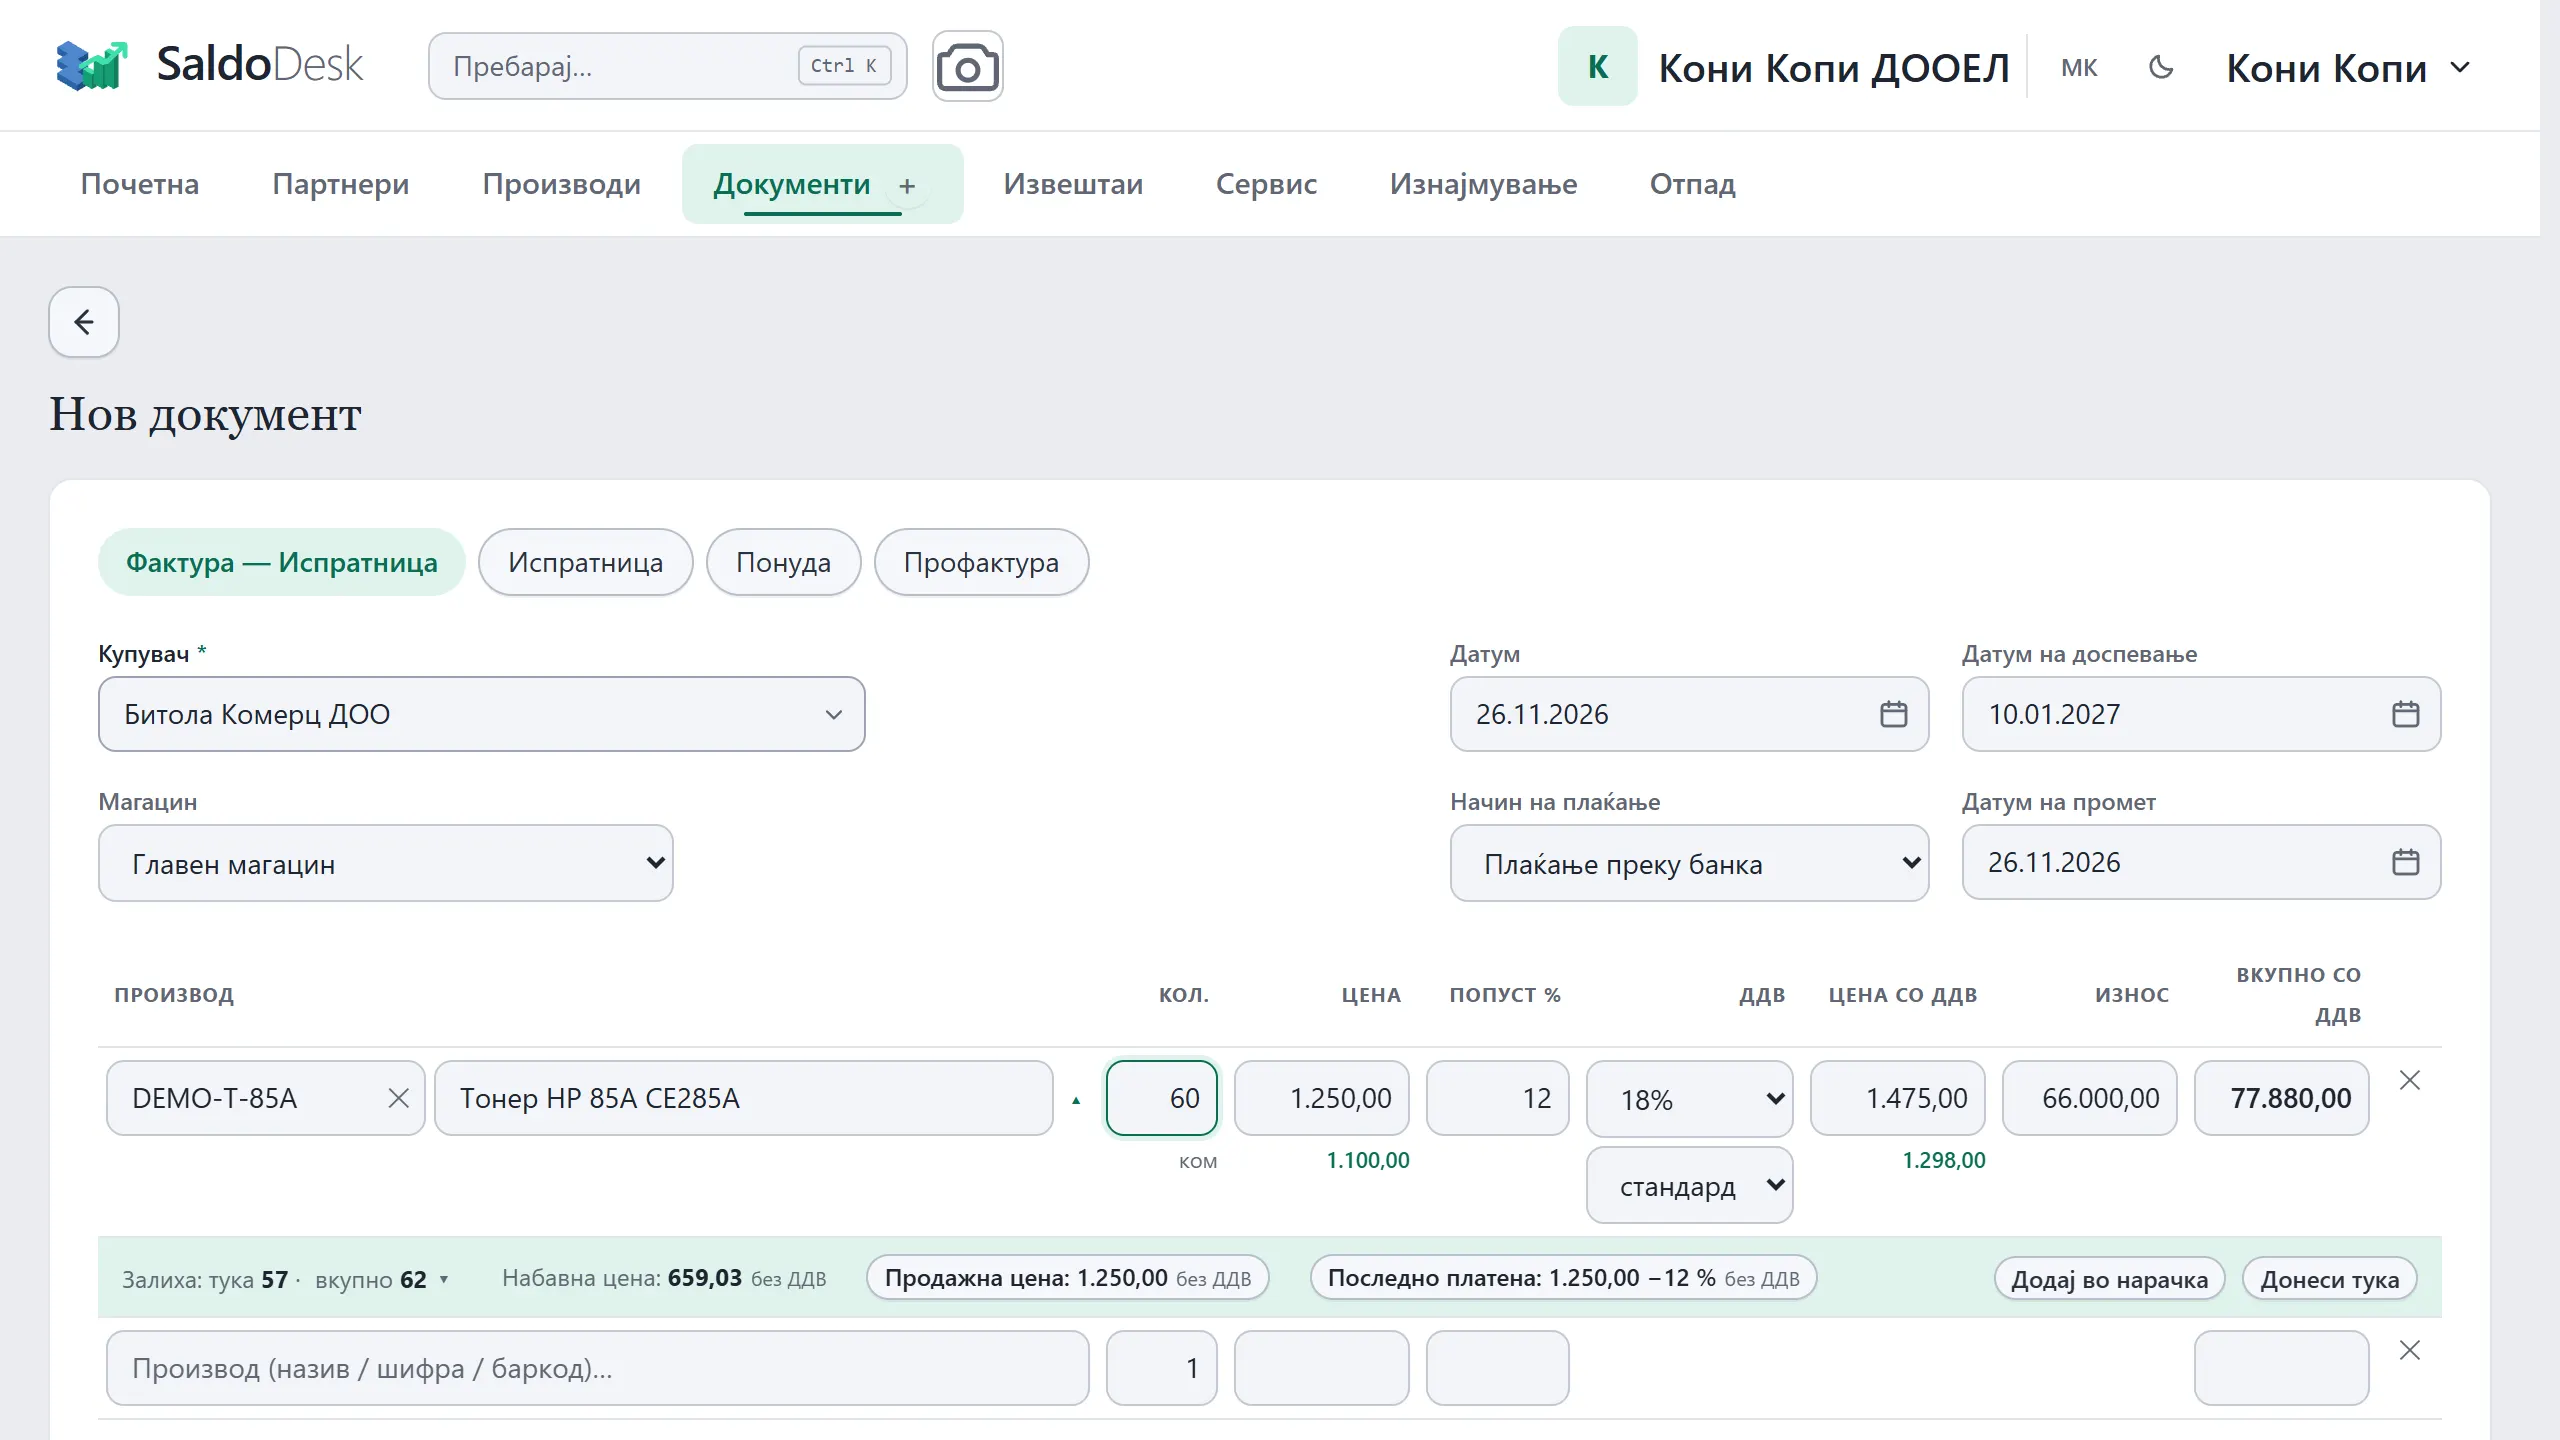 SaldoDesk
Пребарај...
Ctrl K
К
Кони Копи ДООЕЛ
МК
Кони Копи
Почетна
Партнери
Производи
Документи +
Извештаи
Сервис
Изнајмување
Отпад
Нов документ
Фактура — Испратница
Испратница
Понуда
Профактура
Купувач *
Датум
Датум на доспевање
Битола Комерц ДОО
26.11.2026
10.01.2027
Магацин
Начин на плаќање
Датум на промет
Главен магацин
Плаќање преку банка
26.11.2026
ПРОИЗВОД
КОЛ.
ЦЕНА
ПОПУСТ %
ДДВ
ЦЕНА СО ДДВ
ИЗНОС
ВКУПНО СО
ДДВ
DEMO-T-85A
Тонер HP 85A CE285A
60
1.250,00
12
18%
1.475,00
66.000,00
77.880,00
ком
1.100,00
стандард
1.298,00
Залиха: тука 57 · вкупно 62
Набавна цена: 659,03 без ДДВ
Продажна цена: 1.250,00 без ДДВ
Последно платена: 1.250,00 −12 % без ДДВ
Додај во нарачка
Донеси тука
Производ (назив / шифра / баркод)...
1